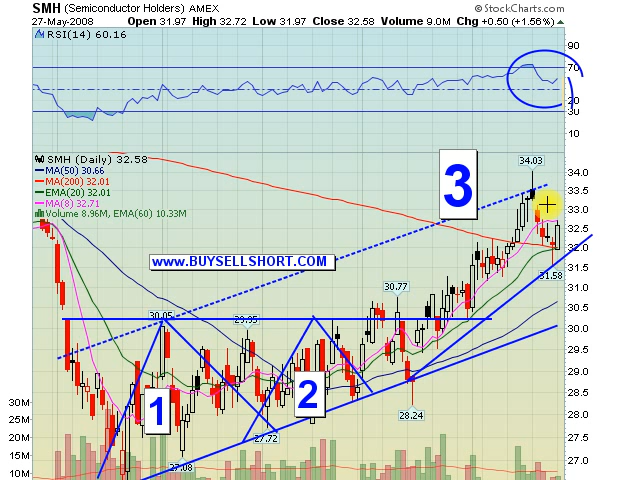 SMH (Semiconductor Holders) AMEX
© StockCharts.com
27-May-2008
Open 31.97 High 32.72 Low 31.97 Close 32.58 Volume 9.0M Chg +0.50 (+1.56%)
RSI(14) 60.16
90
70
30
10
SMH (Daily) 32.58
MA(50) 30.66
MA(200) 32.01
EMA(20) 32.01
MA(8) 32.71
Volume 8.96M, EMA(60) 10.33M
34.03
3
34.0
33.5
33.0
32.5
32.0
31.5
31.0
30.5
30.0
29.5
29.0
28.5
28.0
27.5
27.0
www.BUYSELLSHORT.com
31.58
30.77
30.05
29.95
1
2
28.24
27.72
27.08
30M
25M
20M
15M
10M